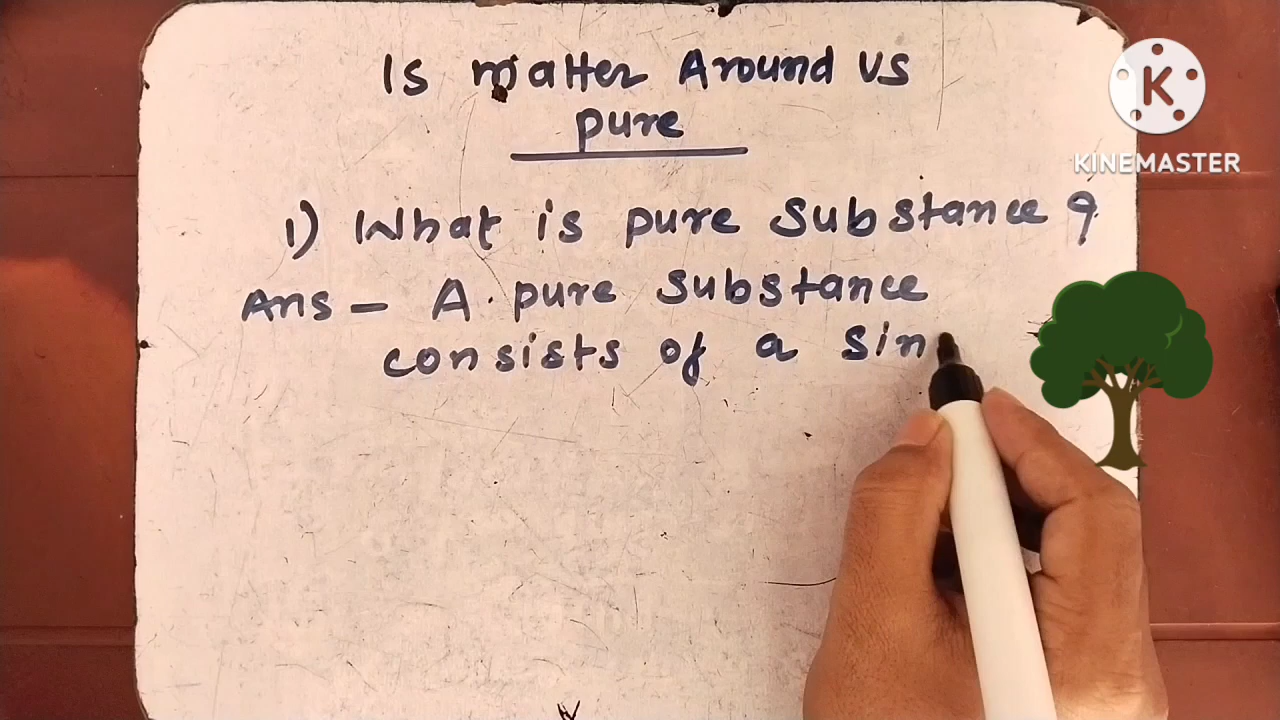 Is matter Around US
pure
1) What is pure Substance ?
Ans - A pure Substance
consists of a Sin
K
KINEMASTER